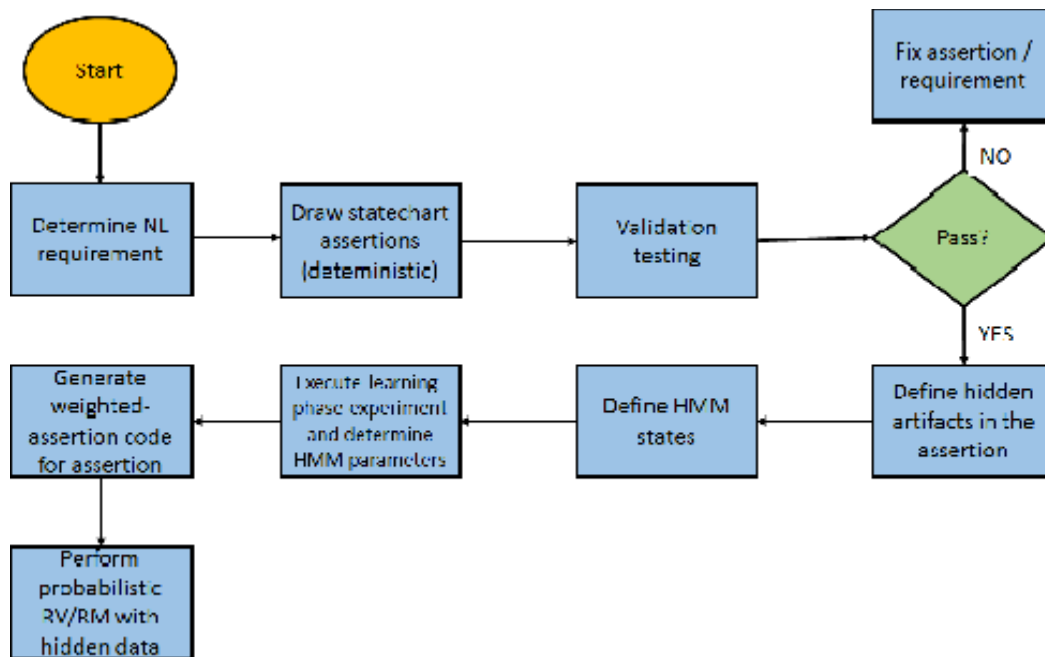 Start
Fix assertion /
requirement
NO
Determine NL
requirement
Draw statechart
assertions
(deteministic)
Validation
testing
Pass?
YES
Generate
weighted-
assertion code
for assertion
Execute learning
phase experiment
and determine
HMM parameters
Define HMM
states
Define hidden
artifacts in the
assertion
Perform
probabilistic
RV/RM with
hidden data